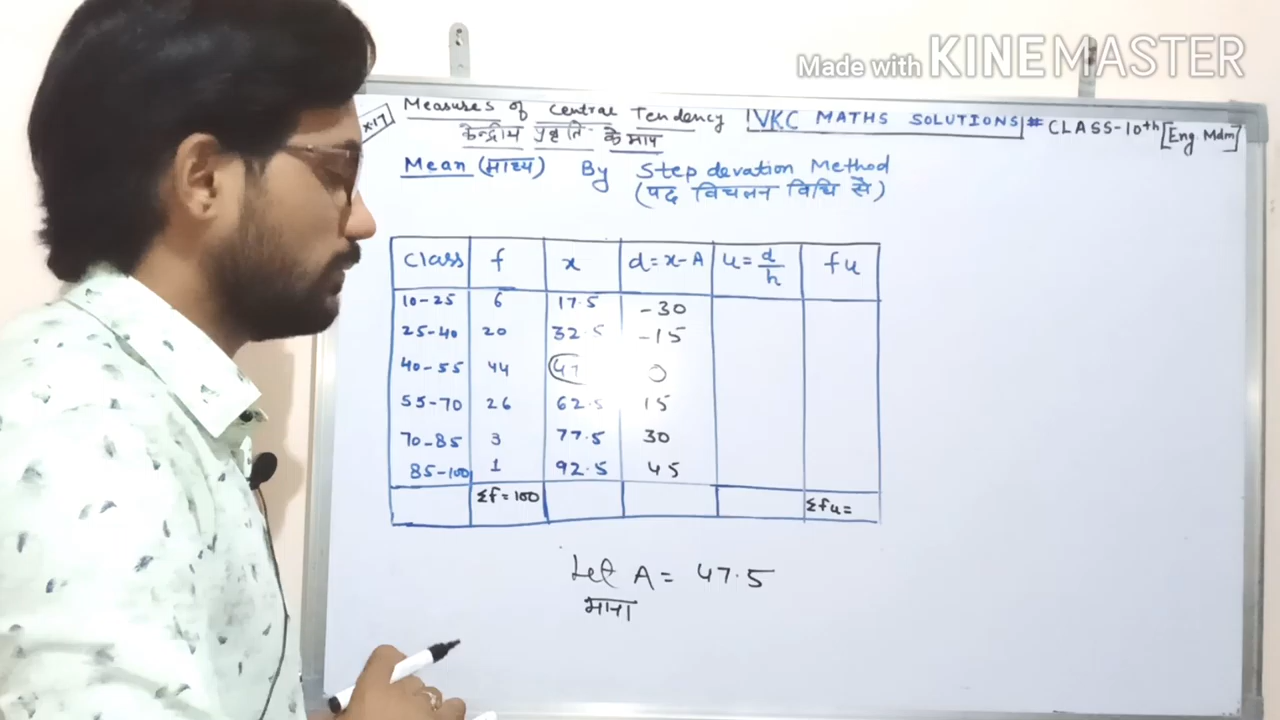 Made with KINEMASTER
x-17 Measures of Central Tendency VKC MATHS SOLUTIONS # CLASS-10th [Eng. Mdm]
केन्द्रीय प्रवृति के माप
Mean (माध्य) By Step devation Method
(पद विचलन विधि से)
Class f x d = x-A u = d/h fu
10-25 6 17.5 -30
25-40 20 32.5 -15
40-55 44 47 0
55-70 26 62.5 15
70-85 3 77.5 30
85-100 1 92.5 45
Σf = 100 Σfu =
Let A = 47.5
माना